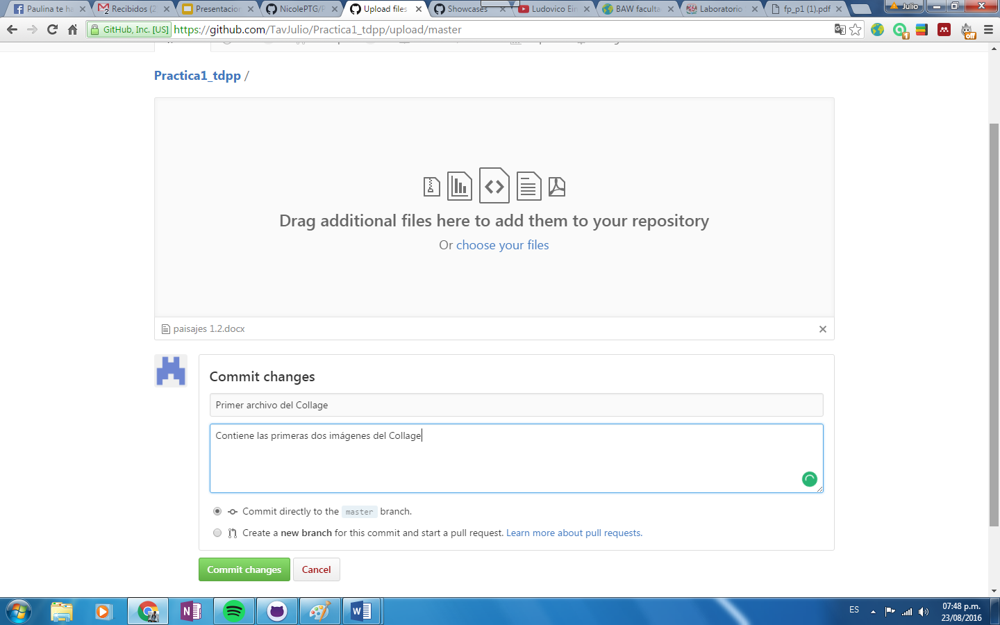 Paulina te ha
Recibidos (2
Presentacion
NicolePTG/P
Upload files
Showcases
Ludovico Ein
BAW faculta
Laboratorio
fp_p1 (1).pdf
Julio
GitHub, Inc. [US]
https://github.com/TavJulio/Practica1_tdpp/upload/master
1
off
Practica1_tdpp /
Drag additional files here to add them to your repository
Or choose your files
paisajes 1.2.docx
Commit changes
Primer archivo del Collage
Contiene las primeras dos imágenes del Collage
Commit directly to the master branch.
Create a new branch for this commit and start a pull request. Learn more about pull requests.
Commit changes
Cancel
ES
07:48 p.m.
23/08/2016